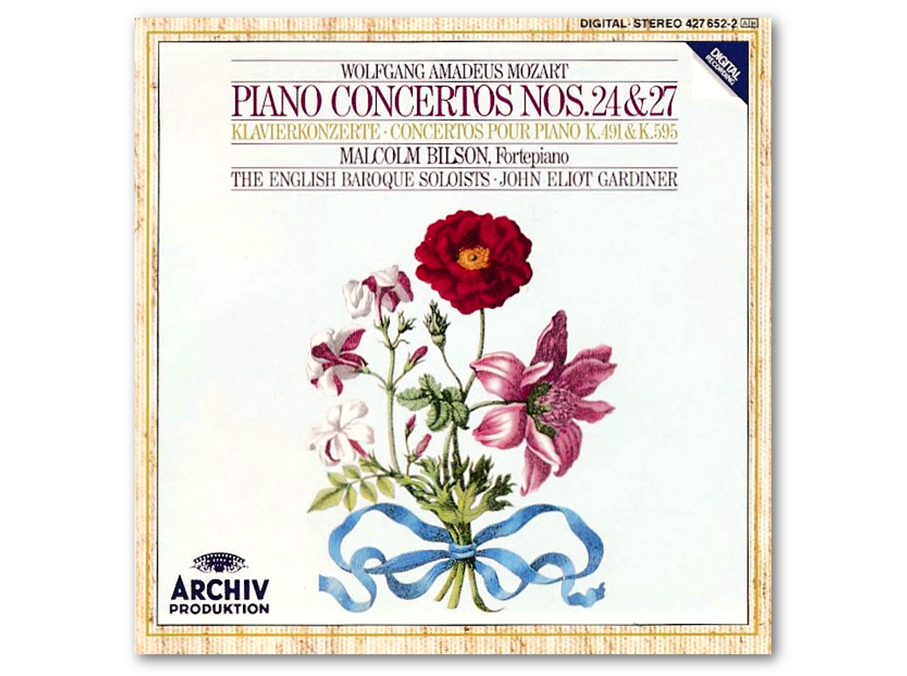 DIGITAL · STEREO 427 652-2 AH
DIGITAL
RECORDING
WOLFGANG AMADEUS MOZART
PIANO CONCERTOS NOS. 24 & 27
KLAVIERKONZERTE · CONCERTOS POUR PIANO K. 491 & K. 595
MALCOLM BILSON, Fortepiano
THE ENGLISH BAROQUE SOLOISTS · JOHN ELIOT GARDINER
ARCHIV
PRODUKTION